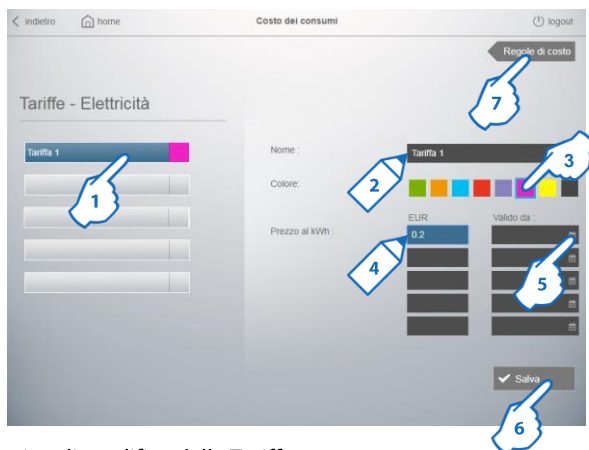 indietro home Costo dei consumi logout
Regole di costo
7
Tariffe - Elettricità
Tariffa 1
1
Nome :
Tariffa 1
2
3
Colore:
EUR Valido da :
Prezzo al kWh :
0.2
4
5
Salva
6